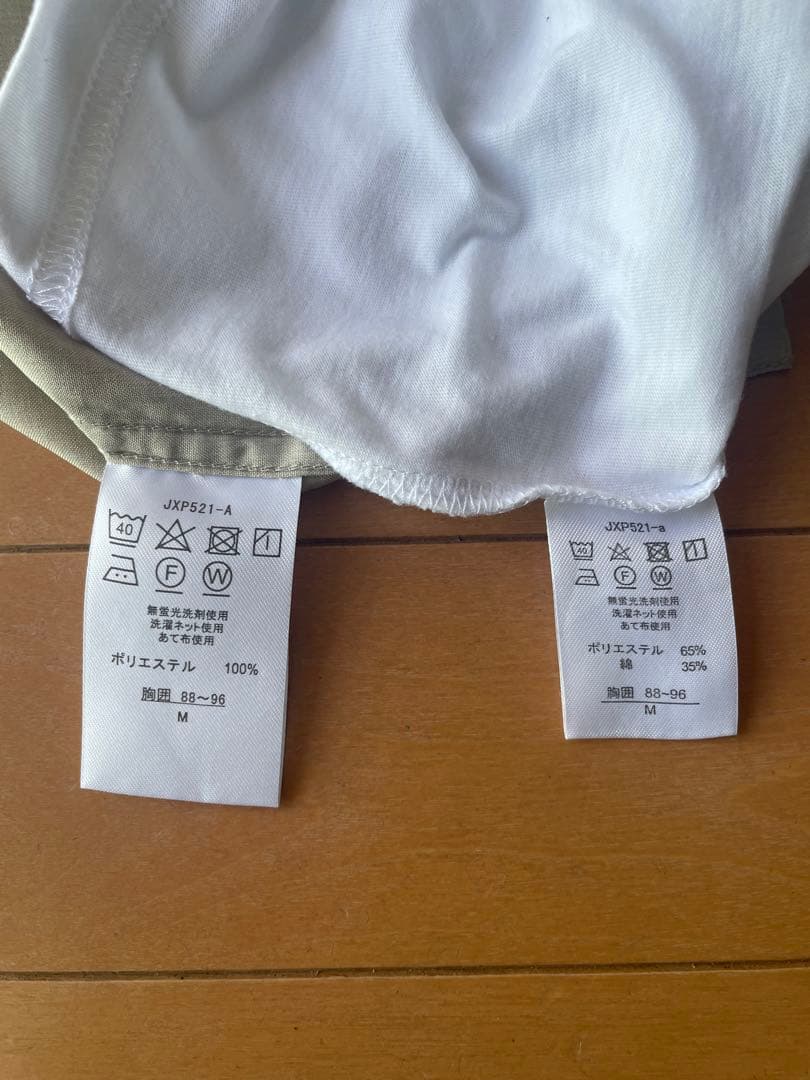 JXP521-A
40
F W
無蛍光洗剤使用
洗濯ネット使用
あて布使用
ポリエステル 100%
胸囲 88〜96
M
JXP521-a
40
F W
無蛍光洗剤使用
洗濯ネット使用
あて布使用
ポリエステル 65%
綿 35%
胸囲 88~96
M